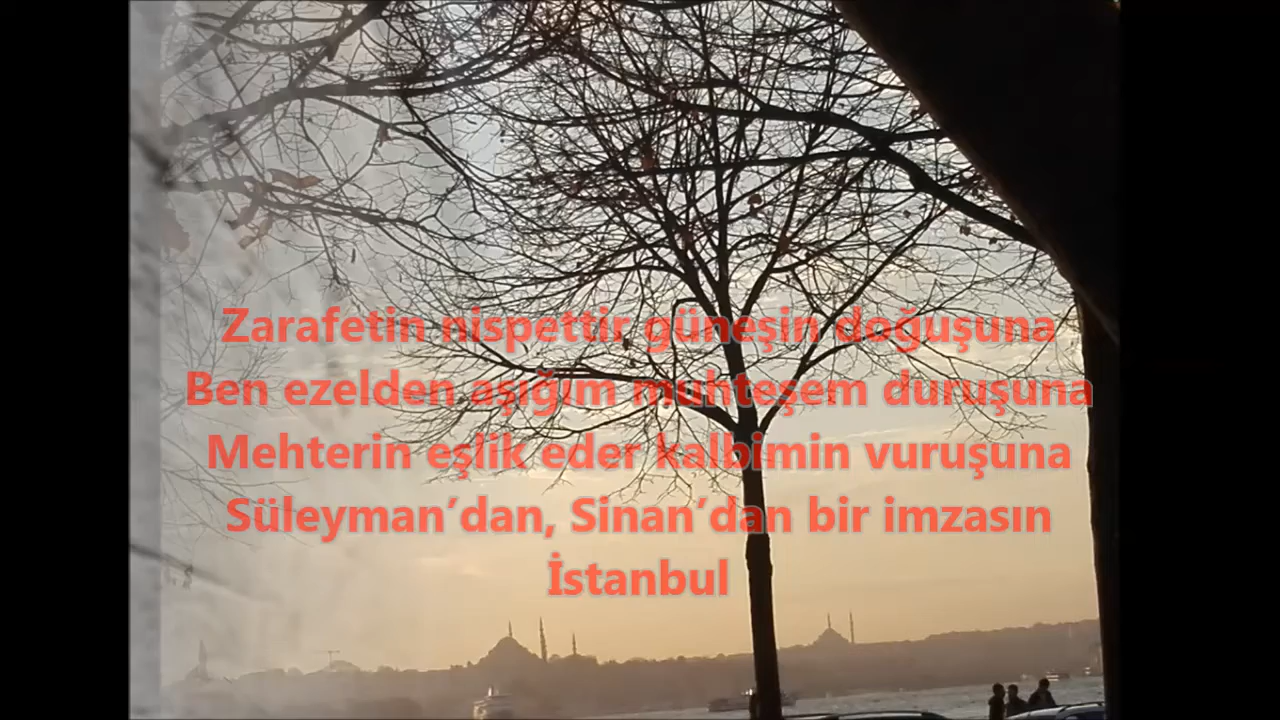 Zarafetin nispettir güneşin doğuşuna
Ben ezelden aşığım muhteşem duruşuna
Mehterin eşlik eder kalbimin vuruşuna
Süleyman’dan, Sinan’dan bir imzasın
İstanbul